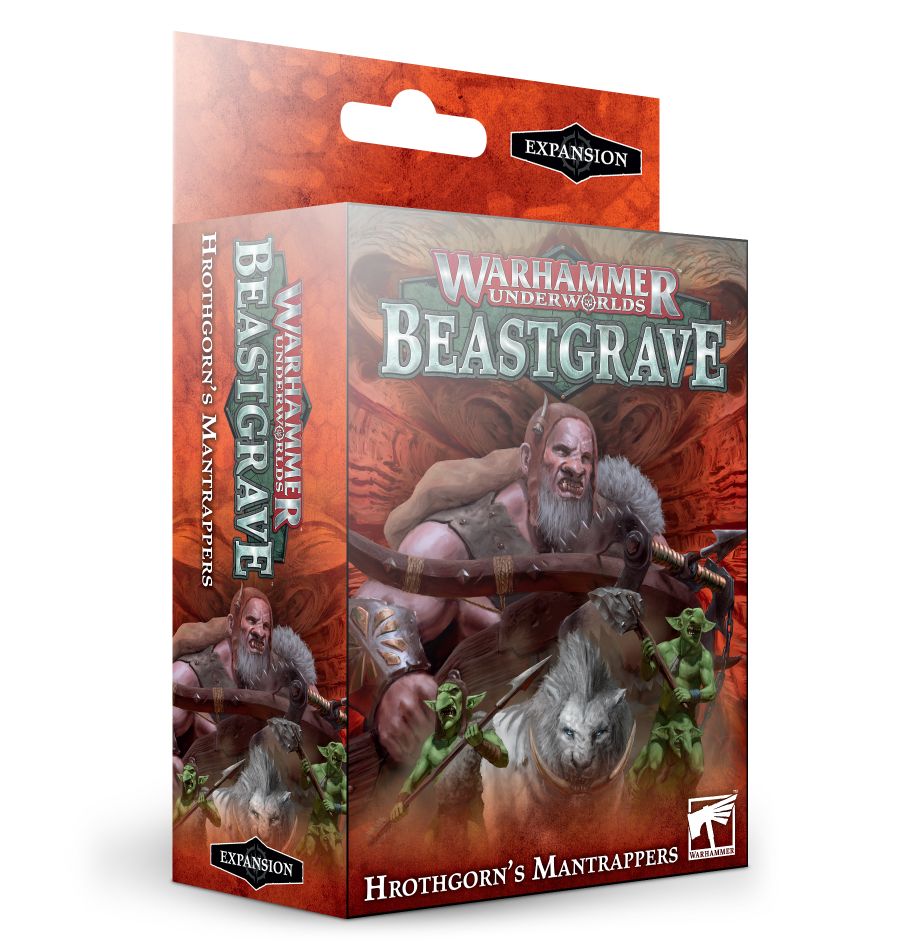 EXPANSION
WARHAMMER
UNDERWORLDS
BEASTGRAVE
HROTHGORN'S MANTRAPPERS
WARHAMMER
WARHAMMER
UNDERWORLDS
BEASTGRAVE
HROTHGORN'S MANTRAPPERS
EXPANSION